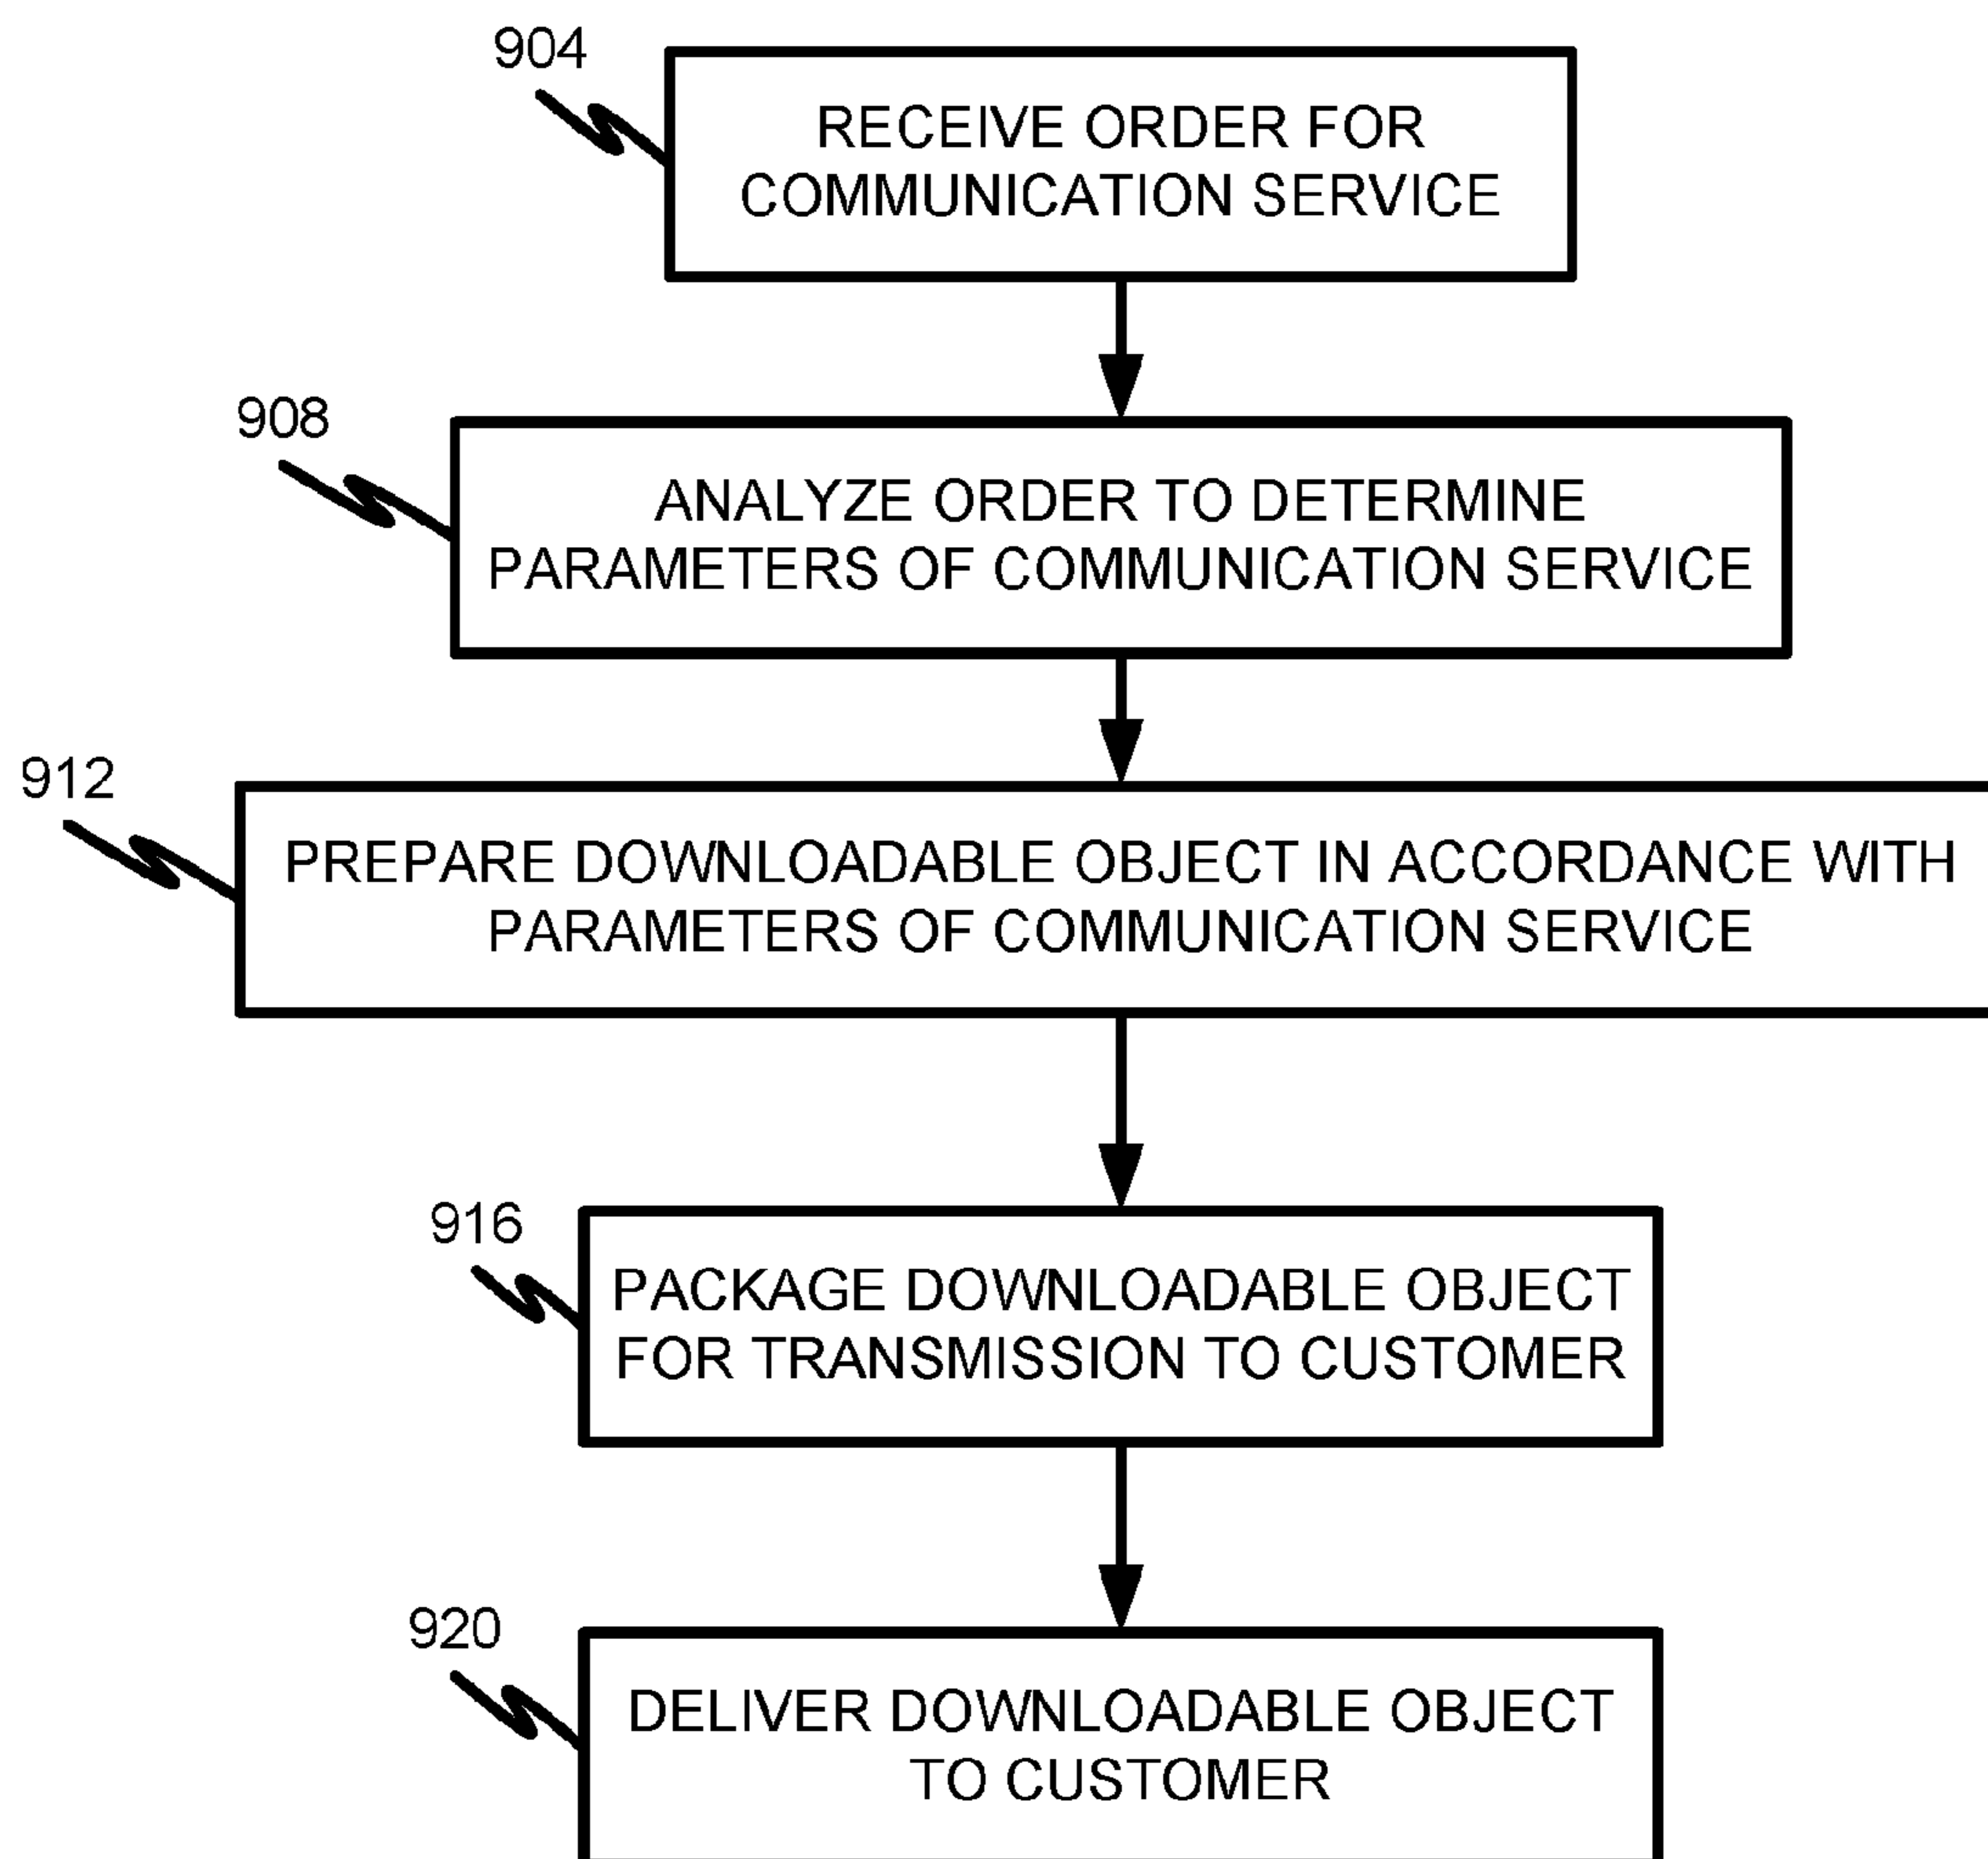 904
RECEIVE ORDER FOR
COMMUNICATION SERVICE
908
ANALYZE ORDER TO DETERMINE
PARAMETERS OF COMMUNICATION SERVICE
912
PREPARE DOWNLOADABLE OBJECT IN ACCORDANCE WITH
PARAMETERS OF COMMUNICATION SERVICE
916
PACKAGE DOWNLOADABLE OBJECT
FOR TRANSMISSION TO CUSTOMER
920
DELIVER DOWNLOADABLE OBJECT
TO CUSTOMER